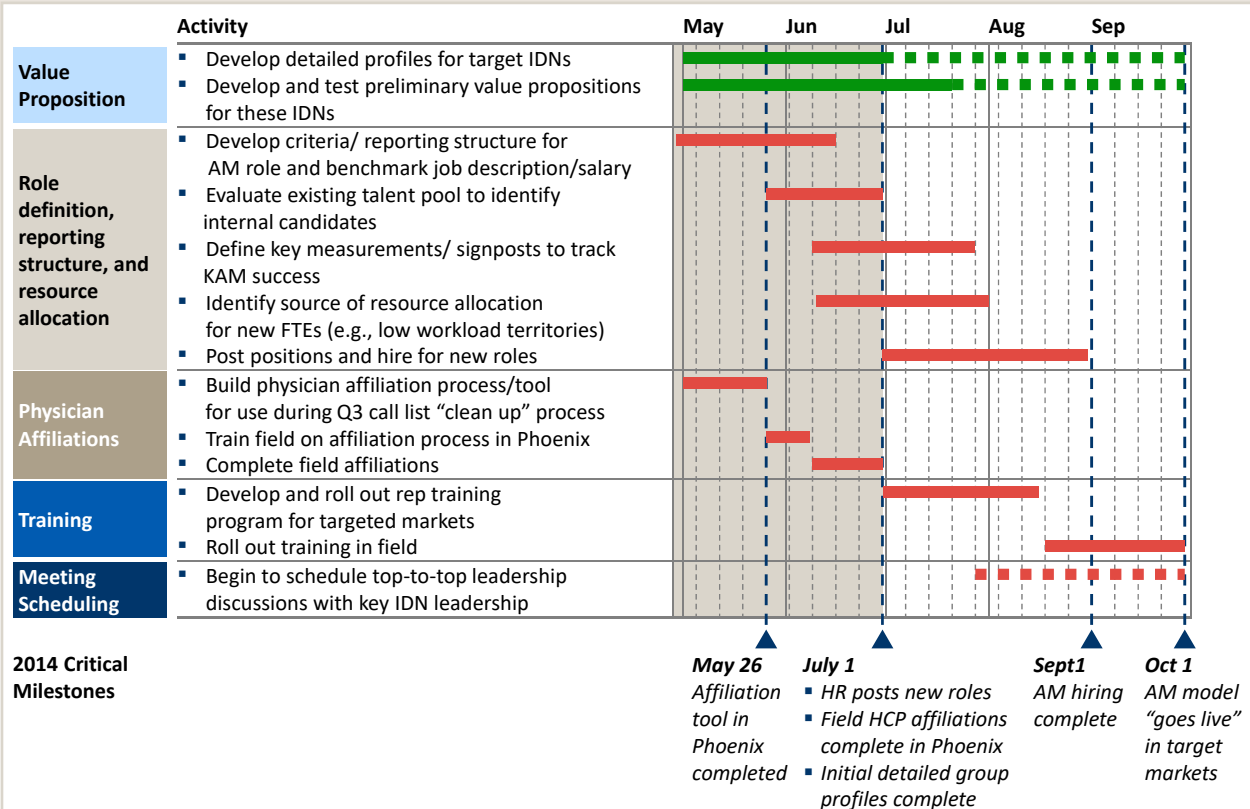 Activity
May
Jun
Jul
Aug
Sep
Value
Proposition
Develop detailed profiles for target IDNs
Develop and test preliminary value propositions
for these IDNs
Role
definition,
reporting
structure, and
resource
allocation
Develop criteria/ reporting structure for
AM role and benchmark job description/salary
Evaluate existing talent pool to identify
internal candidates
Define key measurements/ signposts to track
KAM success
Identify source of resource allocation
for new FTEs (e.g., low workload territories)
Post positions and hire for new roles
Physician
Affiliations
Build physician affiliation process/tool
for use during Q3 call list “clean up” process
Train field on affiliation process in Phoenix
Complete field affiliations
Training
Develop and roll out rep training
program for targeted markets
Roll out training in field
Meeting
Scheduling
Begin to schedule top-to-top leadership
discussions with key IDN leadership
2014 Critical
Milestones
May 26
Affiliation
tool in
Phoenix
completed
July 1
HR posts new roles
Field HCP affiliations
complete in Phoenix
Initial detailed group
profiles complete
Sept1
AM hiring
complete
Oct 1
AM model
“goes live”
in target
markets